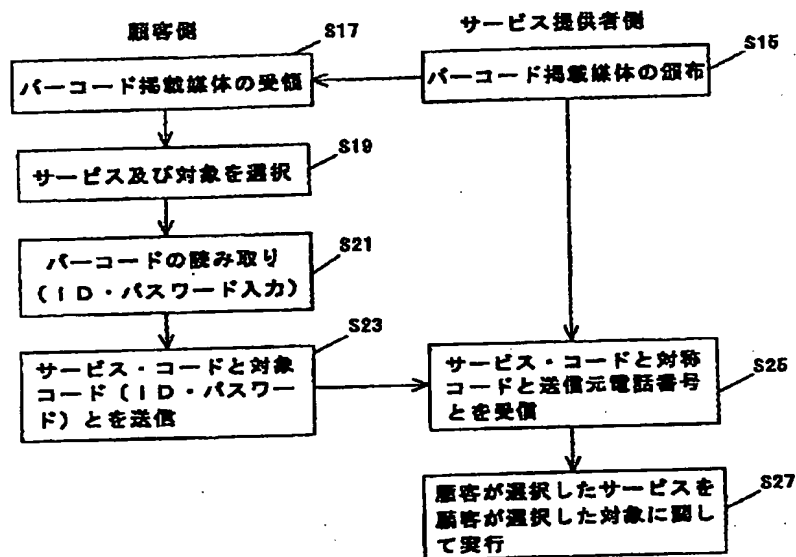 顧客側
サービス提供者側
S17
S15
バーコード掲載媒体の受領
バーコード掲載媒体の頒布
S19
サービス及び対象を選択
S21
バーコードの読み取り
(ID・パスワード入力)
S23
サービス・コードと対象
コード(ID・パスワー
ド)とを送信
S25
サービス・コードと対称
コードと送信元電話番号
とを受信
S27
顧客が選択したサービスを
顧客が選択した対象に関し
て実行